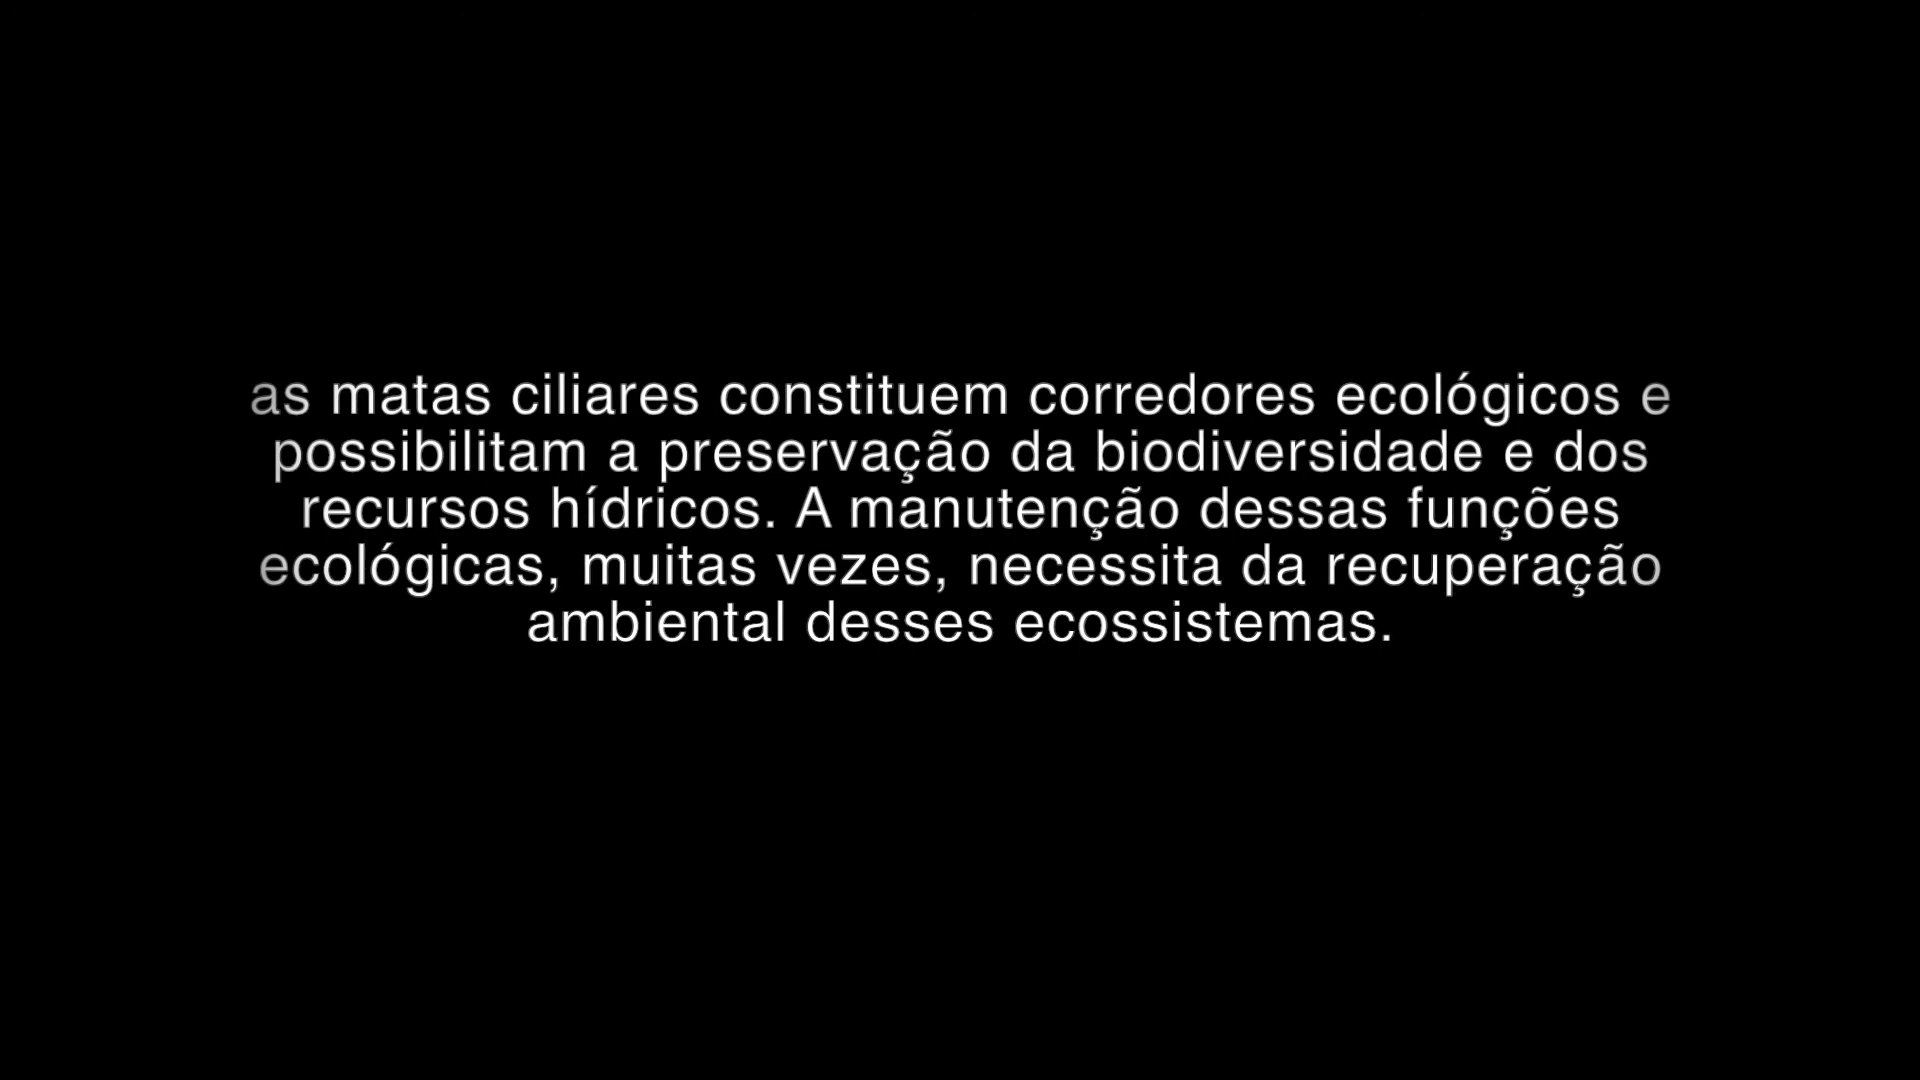 as matas ciliares constituem corredores ecológicos e
possibilitam a preservação da biodiversidade e dos
recursos hídricos. A manutenção dessas funções
ecológicas, muitas vezes, necessita da recuperação
ambiental desses ecossistemas.